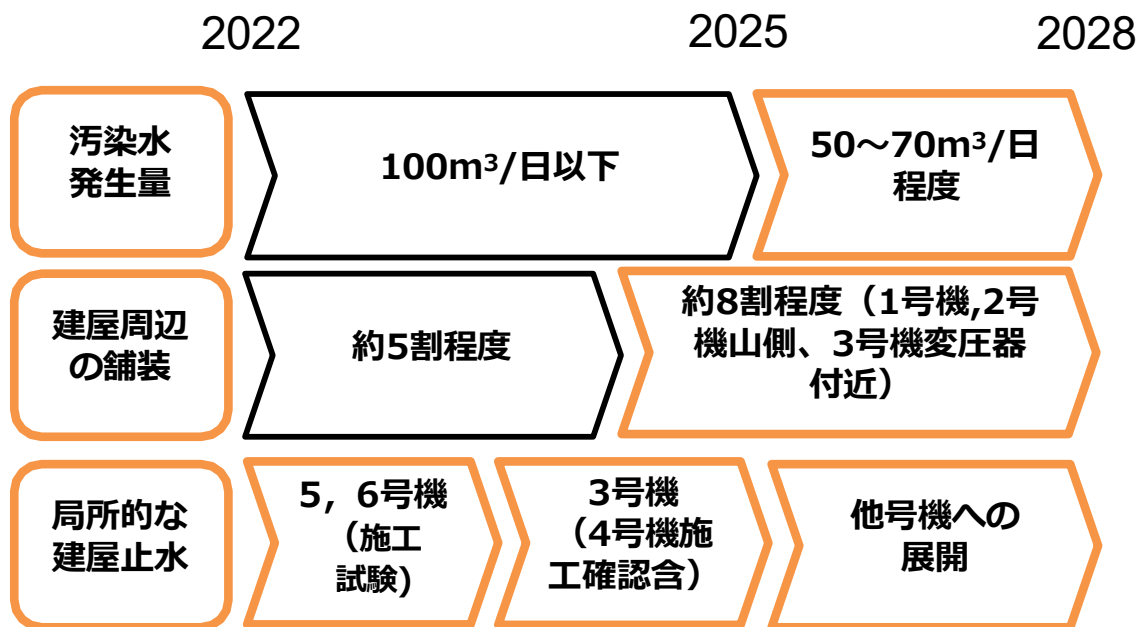 2022
2025
2028
汚染水
発生量
100m³/日以下
50～70m³/日
程度
建屋周辺
の舗装
約5割程度
約8割程度（1号機,2号
機山側、3号機変圧器
付近）
局所的な
建屋止水
5，6号機
（施工
試験)
3号機
（4号機施
工確認含）
他号機への
展開